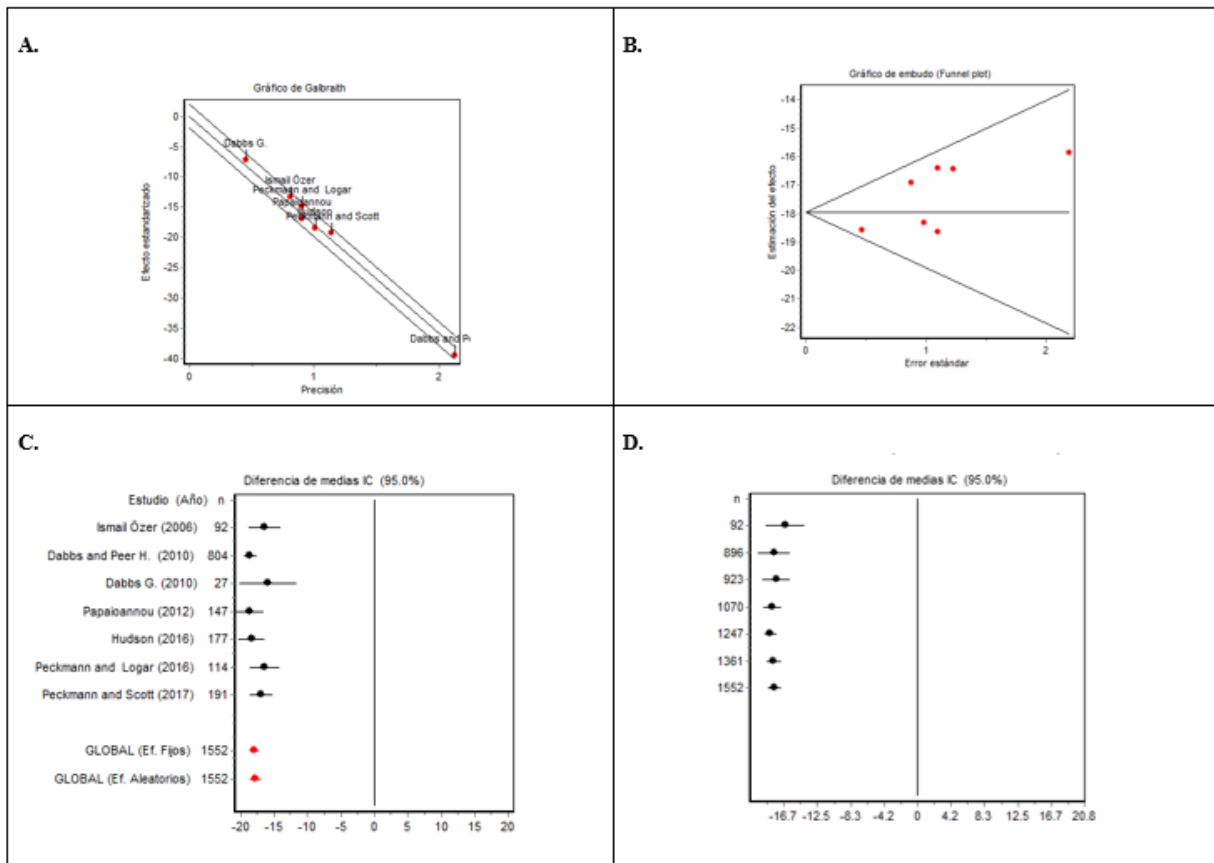 A.
Gráfico de Galbraith
Efecto estandarizado
0
-5
-10
-15
-20
-25
-30
-35
-40
Dabbs G.
Ismail Özer
Peckmann and Logar
Papaioannou
Hudson
Peckmann and Scott
Dabbs and Pe
0
1
2
Precisión
B.
Gráfico de embudo (Funnel plot)
Estimación del efecto
-14
-15
-16
-17
-18
-19
-20
-21
-22
0
1
2
Error estándar
C.
Diferencia de medias IC (95.0%)
Estudio (Año) n
Ismail Özer (2006) 92
Dabbs and Peer H. (2010) 804
Dabbs G. (2010) 27
Papaioannou (2012) 147
Hudson (2016) 177
Peckmann and Logar (2016) 114
Peckmann and Scott (2017) 191
GLOBAL (Ef. Fijos) 1552
GLOBAL (Ef. Aleatorios) 1552
-20 -15 -10 -5 0 5 10 15 20
D.
Diferencia de medias IC (95.0%)
n
92
896
923
1070
1247
1361
1552
-16.7 -12.5 -8.3 -4.2 0 4.2 8.3 12.5 16.7 20.8